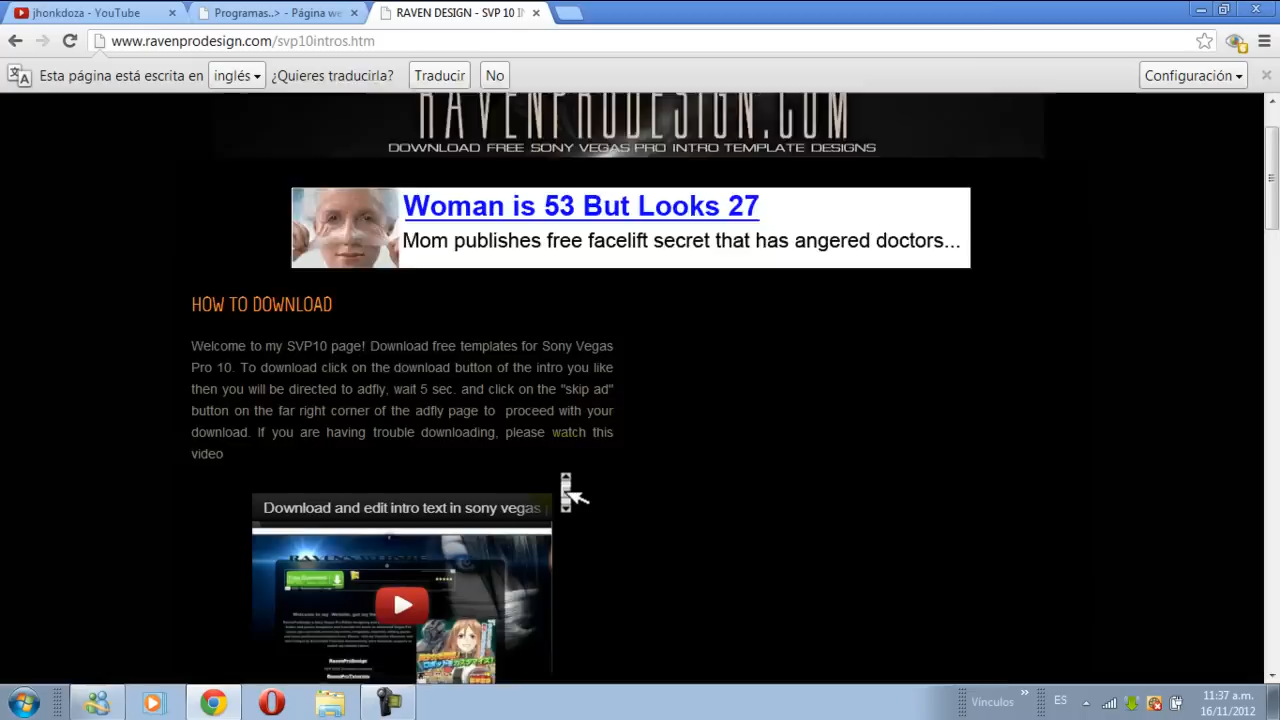 jhonkdoza - YouTube
Programas..> - Página we
RAVEN DESIGN - SVP 10 I
www.ravenprodesign.com/svp10intros.htm
Esta página está escrita en inglés ¿Quieres traducirla? Traducir No Configuración
RAVENPRODESIGN.COM
DOWNLOAD FREE SONY VEGAS PRO INTRO TEMPLATE DESIGNS
Woman is 53 But Looks 27
Mom publishes free facelift secret that has angered doctors...
HOW TO DOWNLOAD
Welcome to my SVP10 page! Download free templates for Sony Vegas
Pro 10. To download click on the download button of the intro you like
then you will be directed to adfly, wait 5 sec. and click on the "skip ad"
button on the far right corner of the adfly page to proceed with your
download. If you are having trouble downloading, please watch this
video
Download and edit intro text in sony vegas
Vínculos
ES
11:37 a.m.
16/11/2012